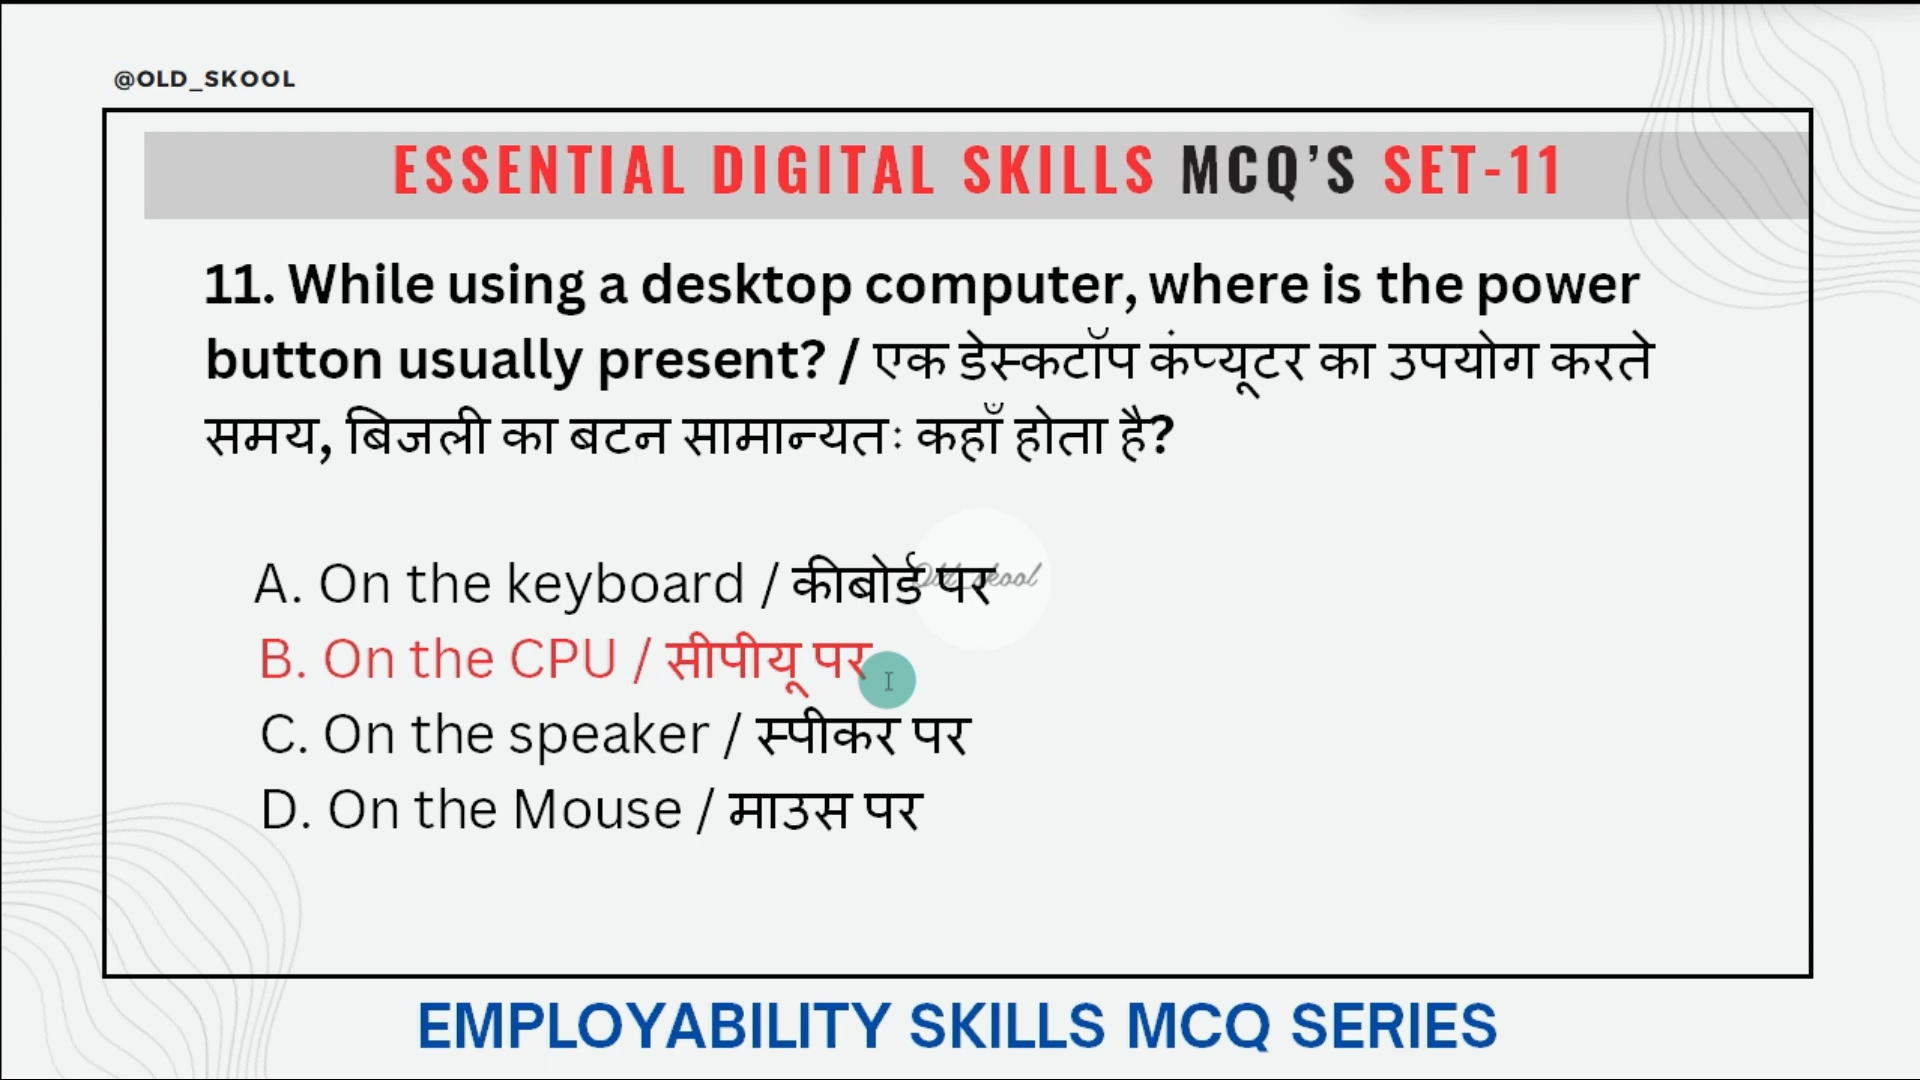 @OLD_SKOOL
ESSENTIAL DIGITAL SKILLS MCQ'S SET-11
11. While using a desktop computer, where is the power
button usually present? / एक डेस्कटॉप कंप्यूटर का उपयोग करते
समय, बिजली का बटन सामान्यतः कहाँ होता है?
A. On the keyboard / कीबोर्ड पर
Old_skool
B. On the CPU / सीपीयू पर
C. On the speaker / स्पीकर पर
D. On the Mouse / माउस पर
EMPLOYABILITY SKILLS MCQ SERIES